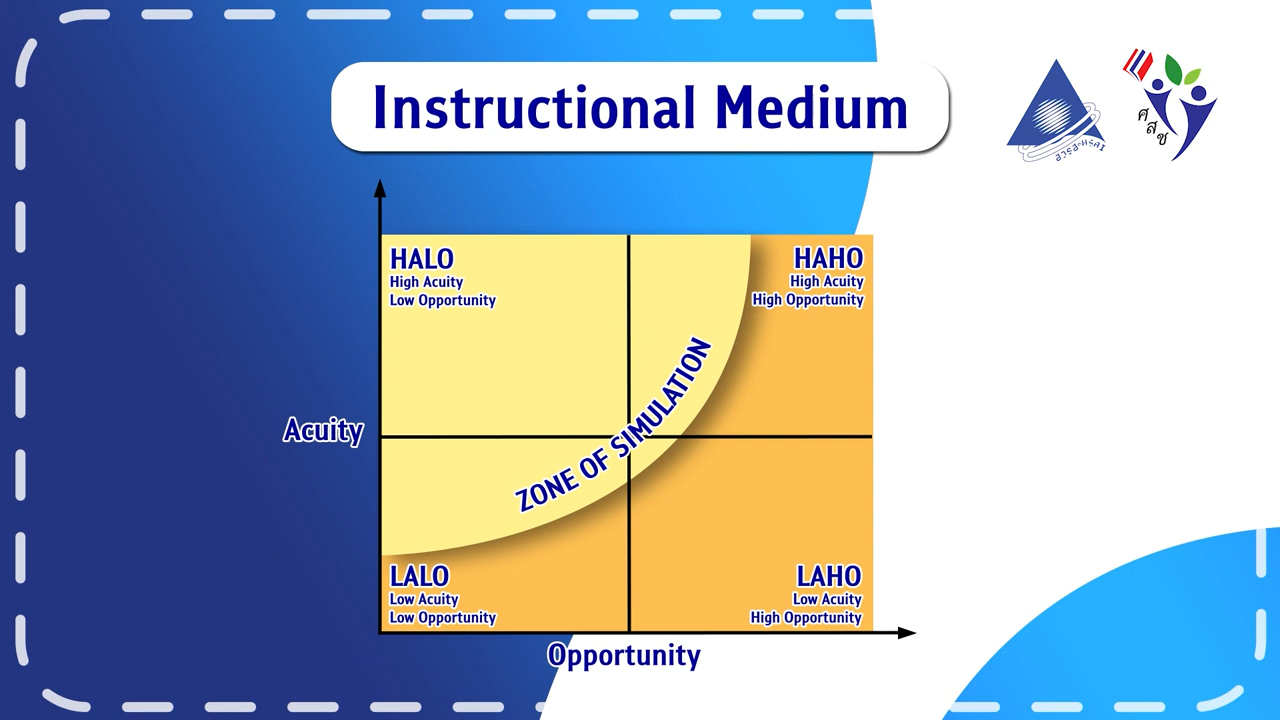 Instructional Medium
ศ
ส
ช
HALO
High Acuity
Low Opportunity
HAHO
High Acuity
High Opportunity
ZONE OF SIMULATION
Acuity
LALO
Low Acuity
Low Opportunity
LAHO
Low Acuity
High Opportunity
Opportunity